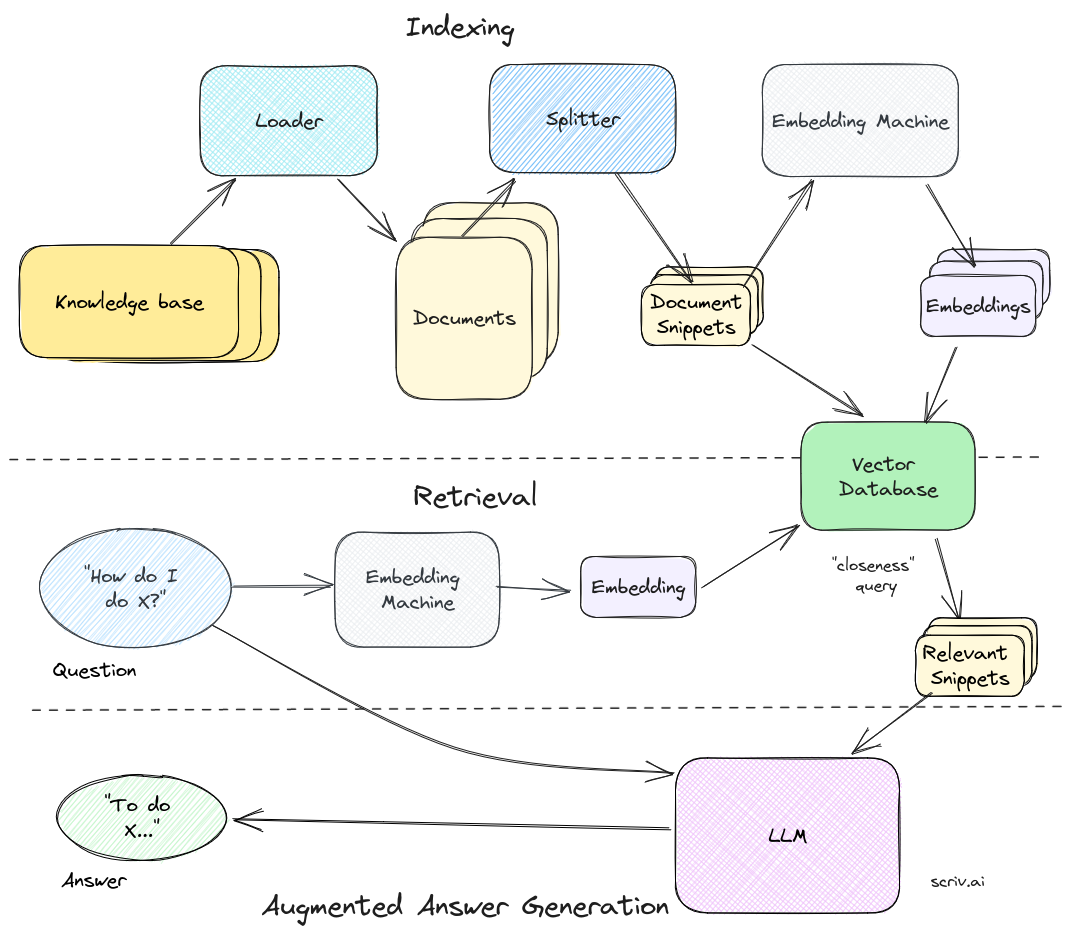 Indexing
Loader
Splitter
Embedding Machine
Knowledge base
Documents
Document
Snippets
Embeddings
Vector
Database
Retrieval
"How do I
do X?"
Embedding
Machine
Embedding
"closeness"
query
Question
Relevant
Snippets
"To do
X..."
LLM
Answer
scriv.ai
Augmented Answer Generation